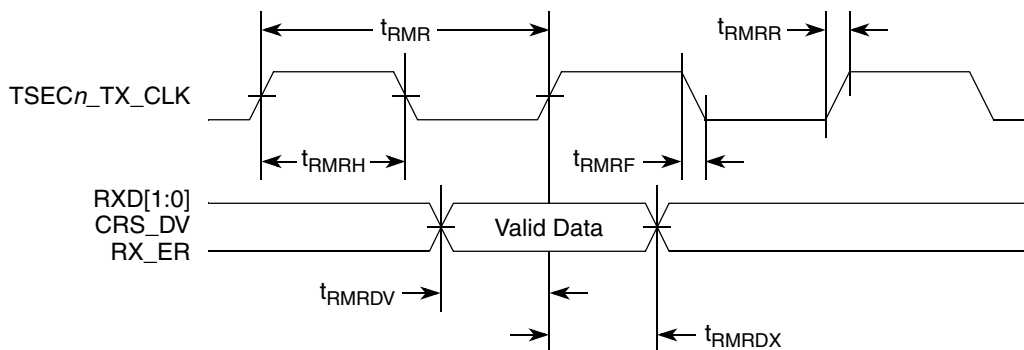 tRMR
tRMRR
TSECn_TX_CLK
tRMRH
tRMRF
RXD[1:0]
CRS_DV
RX_ER
Valid Data
tRMRDV
tRMRDX